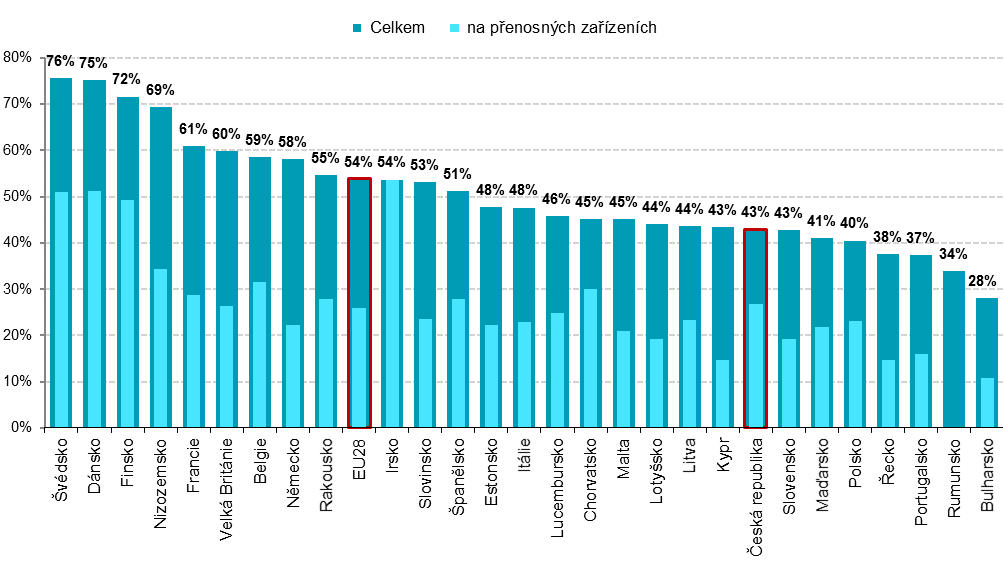 Celkem na přenosných zařízeních
80%
70%
60%
50%
40%
30%
20%
10%
0%
76%
75%
72%
69%
61%
60%
59%
58%
55%
54%
54%
53%
51%
48%
48%
46%
45%
45%
44%
44%
43%
43%
43%
41%
40%
38%
37%
34%
28%
Švédsko
Dánsko
Finsko
Nizozemsko
Francie
Velká Británie
Belgie
Německo
Rakousko
EU28
Irsko
Slovinsko
Španělsko
Estonsko
Itálie
Lucembursko
Chorvatsko
Malta
Lotyšsko
Litva
Kypr
Česká republika
Slovensko
Maďarsko
Polsko
Řecko
Portugalsko
Rumunsko
Bulharsko